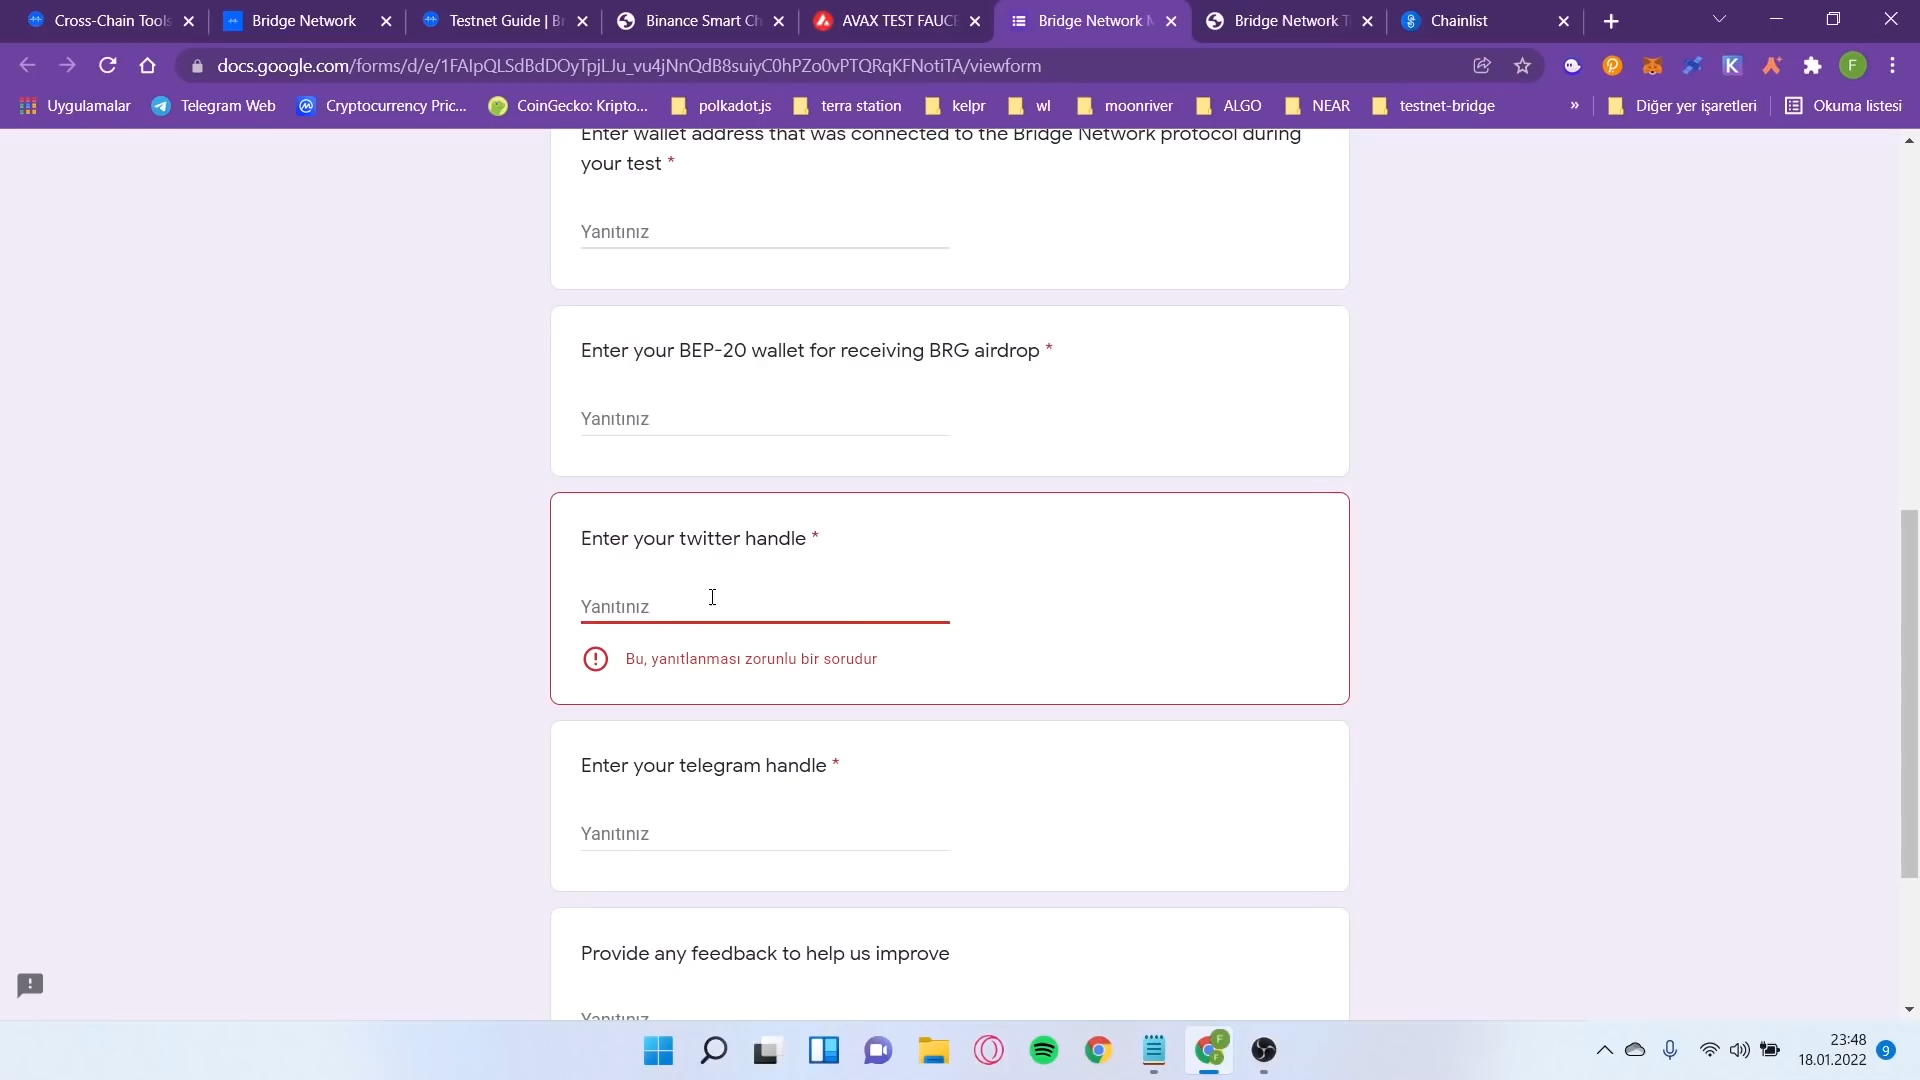 Cross-Chain Tools
Bridge Network
Testnet Guide | Br
Binance Smart Ch
AVAX TEST FAUCE
Bridge Network M
Bridge Network T
Chainlist
docs.google.com/forms/d/e/1FAIpQLSdBdDOyTpjLJu_vu4jNnQdB8suiyC0hPZo0vPTQRqKFNotiTA/viewform
F
Uygulamalar
Telegram Web
Cryptocurrency Pric...
CoinGecko: Kripto...
polkadot.js
terra station
kelpr
wl
moonriver
ALGO
NEAR
testnet-bridge
»
Diğer yer işaretleri
Okuma listesi
Enter wallet address that was connected to the Bridge Network protocol during
your test *
Yanıtınız
Enter your BEP-20 wallet for receiving BRG airdrop *
Yanıtınız
Enter your twitter handle *
Yanıtınız
Bu, yanıtlanması zorunlu bir sorudur
Enter your telegram handle *
Yanıtınız
Provide any feedback to help us improve
Yanıtınız
23:48
18.01.2022
9